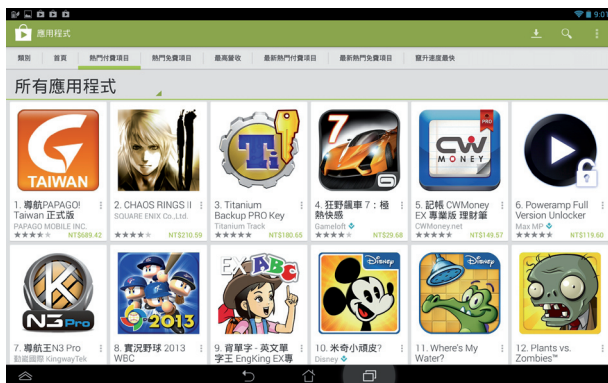 9:01
應用程式
類別 首頁 熱門付費項目 熱門免費項目 最高營收 最新熱門付費項目 最新熱門免費項目 竄升速度最快
所有應用程式
TAIWAN
1. 導航PAPAGO! Taiwan 正式版
PAPAGO MOBILE INC.
NT$689.42
2. CHAOS RINGS II
SQUARE ENIX Co.,Ltd.
NT$210.59
Ti
3. Titanium Backup PRO Key
Titanium Track
NT$180.65
7
4. 狂野飆車 7：極熱快感
Gameloft
NT$29.68
PRO
CW
MONEY
5. 記帳 CWMoney EX 專業版 理財筆
CWMoney.net
NT$149.57
6. Poweramp Full Version Unlocker
Max MP
NT$119.60
N3 Pro
7. 導航王N3 Pro
勤崴國際 KingwayTek
2013
8. 實況野球 2013 WBC
EX ABC
9. 背單字 - 英文單字王 EngKing EX專
Disney
10. 米奇小頑皮?
Disney
Disney
11. Where's My Water?
12. Plants vs. Zombies™